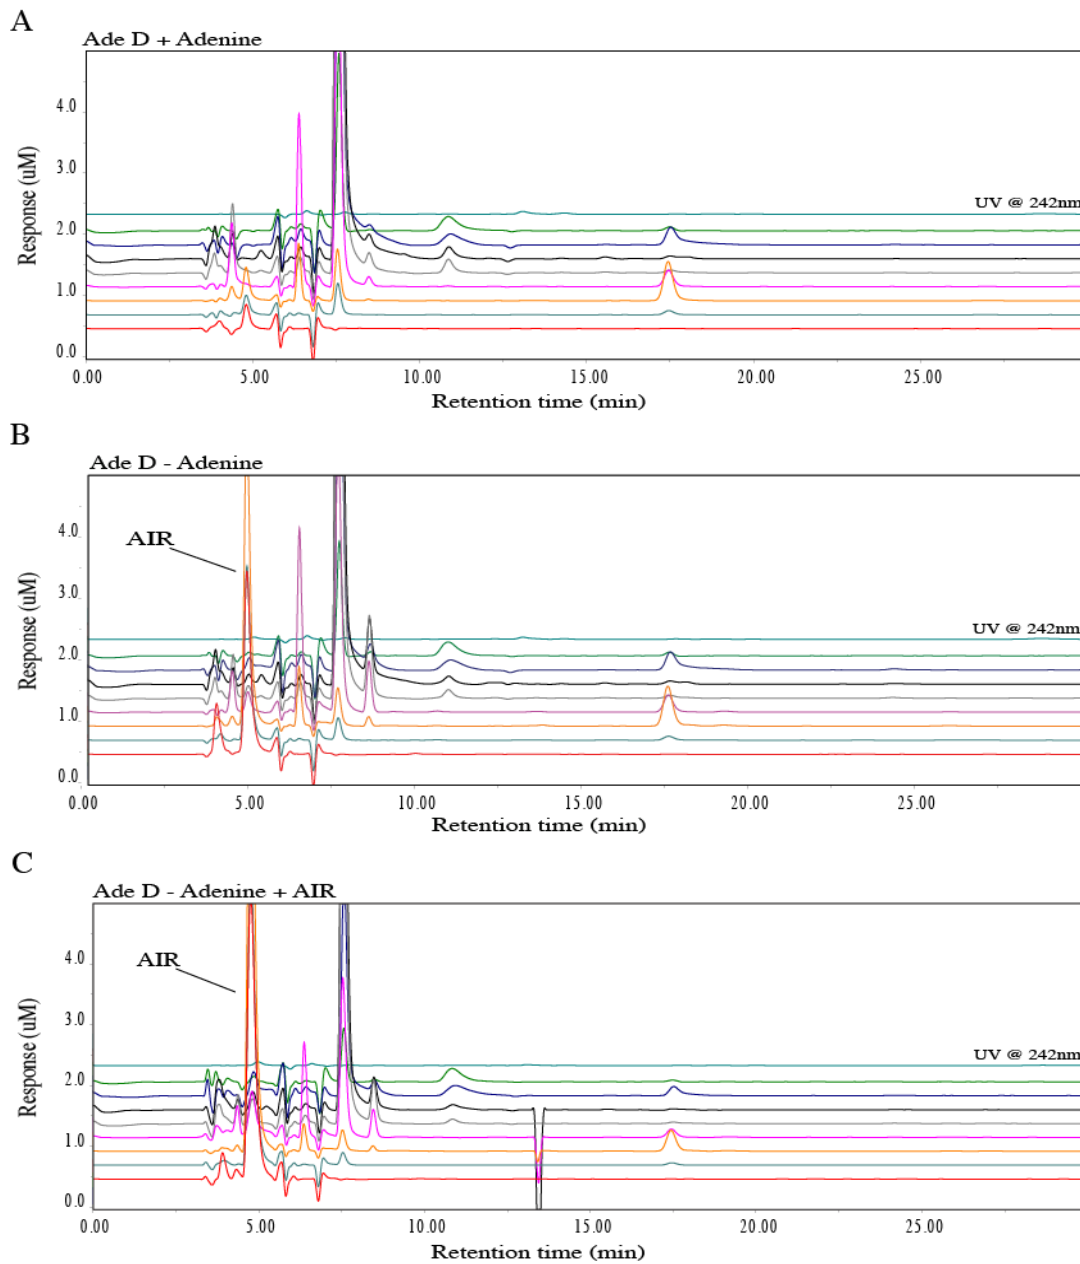 A
Ade D + Adenine
4.0
3.0
2.0
1.0
0.0
Response (uM)
UV @ 242nm
0.00 5.00 10.00 15.00 20.00 25.00
Retention time (min)
B
Ade D - Adenine
AIR
4.0
3.0
2.0
1.0
0.0
Response (uM)
UV @ 242nm
0.00 5.00 10.00 15.00 20.00 25.00
Retention time (min)
C
Ade D - Adenine + AIR
AIR
4.0
3.0
2.0
1.0
0.0
Response (uM)
UV @ 242nm
0.00 5.00 10.00 15.00 20.00 25.00
Retention time (min)